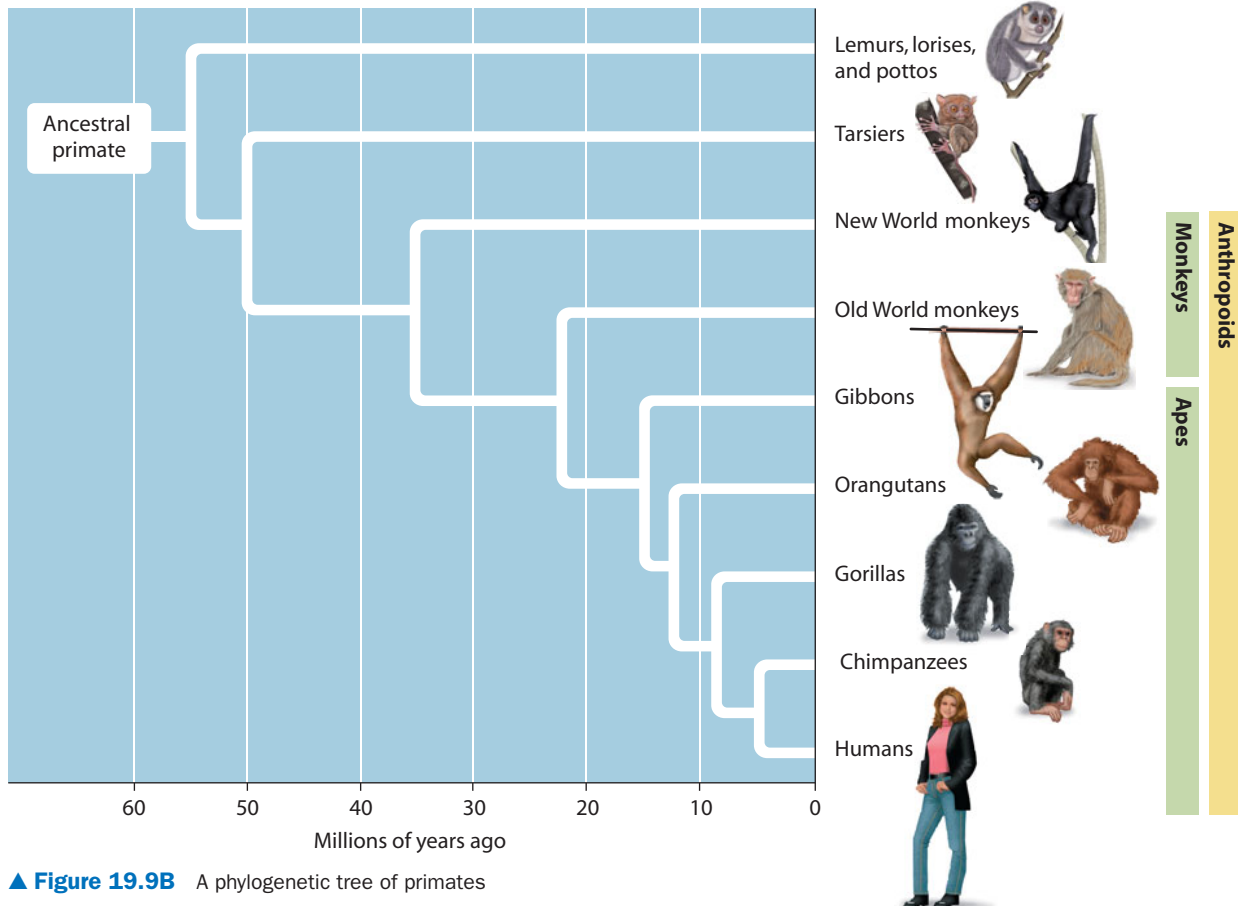 Ancestral
primate
Lemurs, lorises,
and pottos
Tarsiers
New World monkeys
Old World monkeys
Gibbons
Orangutans
Gorillas
Chimpanzees
Humans
Monkeys
Apes
Anthropoids
60 50 40 30 20 10 0
Millions of years ago
▲ Figure 19.9B A phylogenetic tree of primates